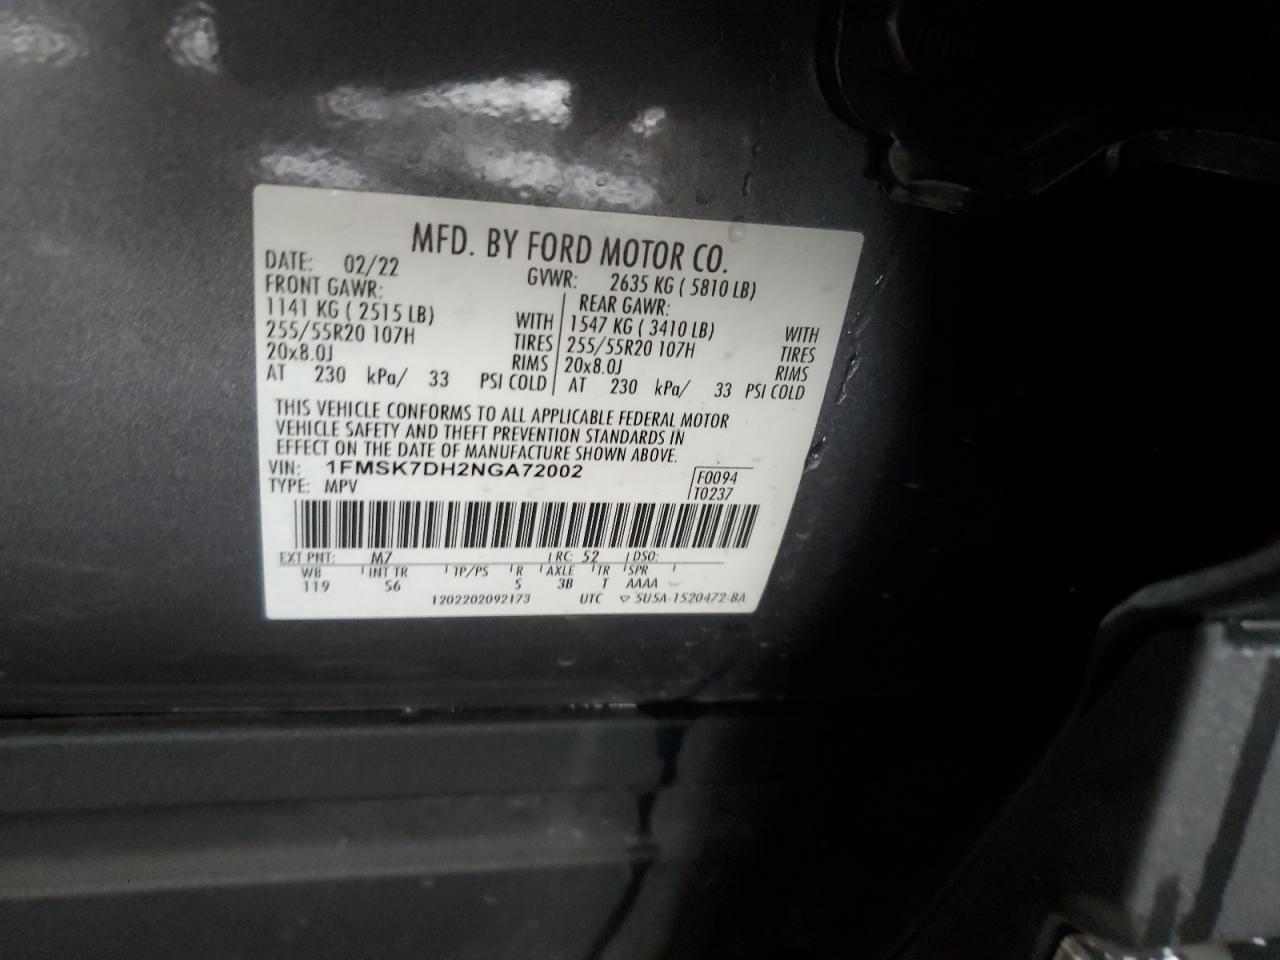 MFD. BY FORD MOTOR CO.
DATE: 02/22 GVWR: 2635 KG ( 5810 LB)
FRONT GAWR: REAR GAWR:
1141 KG ( 2515 LB) WITH 1547 KG ( 3410 LB) WITH
255/55R20 107H TIRES 255/55R20 107H TIRES
20x8.0J RIMS 20x8.0J RIMS
AT 230 kPa/ 33 PSI COLD AT 230 kPa/ 33 PSI COLD
THIS VEHICLE CONFORMS TO ALL APPLICABLE FEDERAL MOTOR
VEHICLE SAFETY AND THEFT PREVENTION STANDARDS IN
EFFECT ON THE DATE OF MANUFACTURE SHOWN ABOVE.
VIN: 1FMSK7DH2NGA72002 F0094
TYPE: MPV T0237
EXT PNT: M7 RC: 52 DSO:
WB INT TR TP/PS R AXLE TR SPR
119 S6 5 3B T AAAA
1202202092173 UTC ▽ 5U5A-1520472-BA